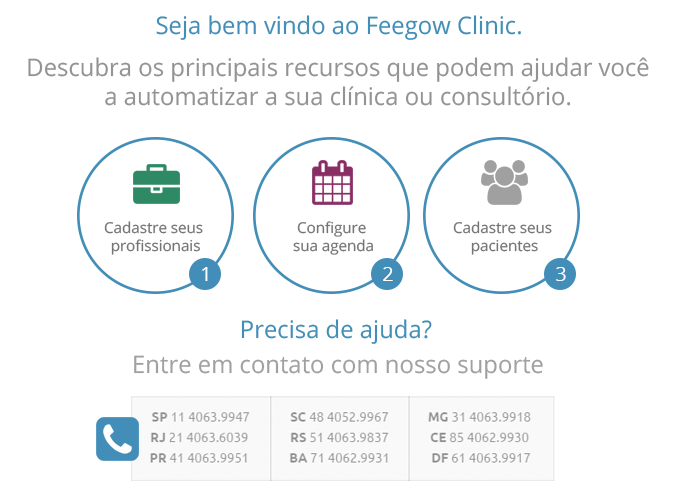 Seja bem vindo ao Feegow Clinic.
Descubra os principais recursos que podem ajudar você
a automatizar a sua clínica ou consultório.
Cadastre seus
profissionais
1
Configure
sua agenda
2
Cadastre seus
pacientes
3
Precisa de ajuda?
Entre em contato com nosso suporte
SP 11 4063.9947
RJ 21 4063.6039
PR 41 4063.9951
SC 48 4052.9967
RS 51 4063.9837
BA 71 4062.9931
MG 31 4063.9918
CE 85 4062.9930
DF 61 4063.9917